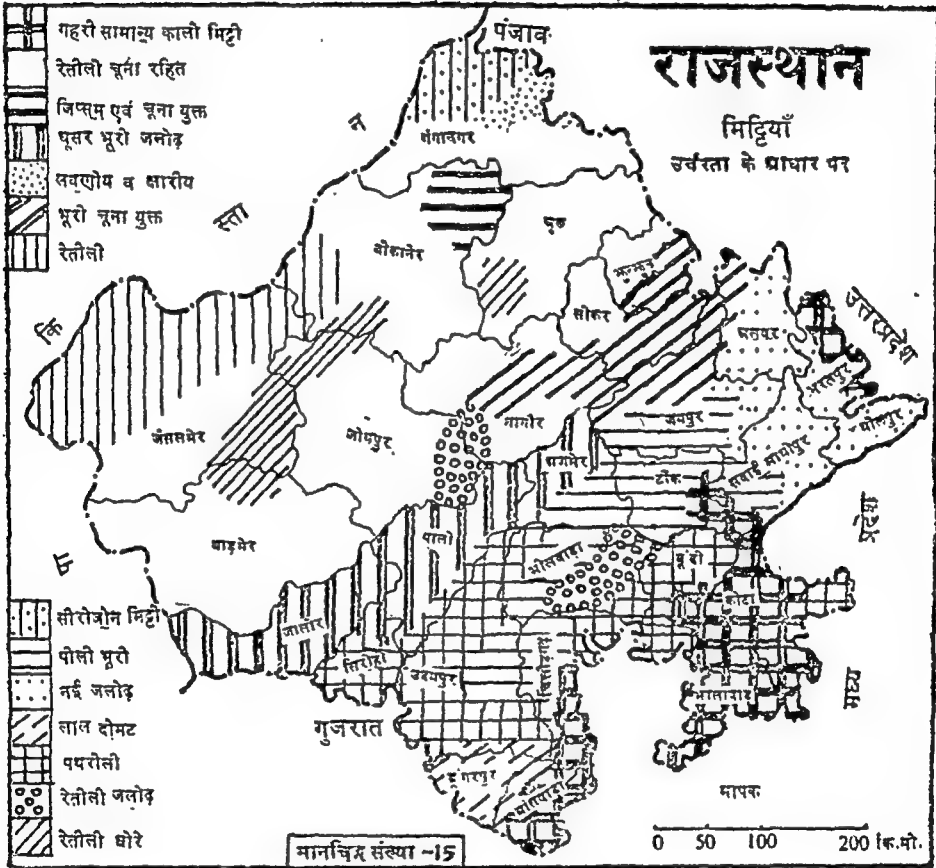 राजस्थान
मिट्टियाँ
उर्वरता के आधार पर
गहरी सामान्य काली मिट्टी
रेतीली चूना रहित
जिप्सम एवं चूना युक्त
धूसर भूरी जलोढ़
लवणीय व क्षारीय
भूरी चूना युक्त
रेतीली
पंजाब
न
स्ता
कि
पा
गंगानगर
बीकानेर
चुरू
झुन्झुनू
सीकर
अलवर
उत्तरप्रदेश
भरतपुर
धौलपुर
जैसलमेर
जोधपुर
नागौर
जयपुर
अजमेर
टोंक
सवाई माधोपुर
प्रदेश
मध्य
बाड़मेर
पाली
भीलवाड़ा
बूंदी
कोटा
जालोर
सिरोही
उदयपुर
चित्तौड़गढ़
झालावाड़
गुजरात
डूंगरपुर
बांसवाड़ा
सीरोजोन मिट्टी
पीली भूरी
नई जलोढ़
लाल दोमट
पथरीली
रेतीली जलोढ़
रेतीली धोरे
मापक
0 50 100 200 कि.मी.
मानचित्र संख्या ~15